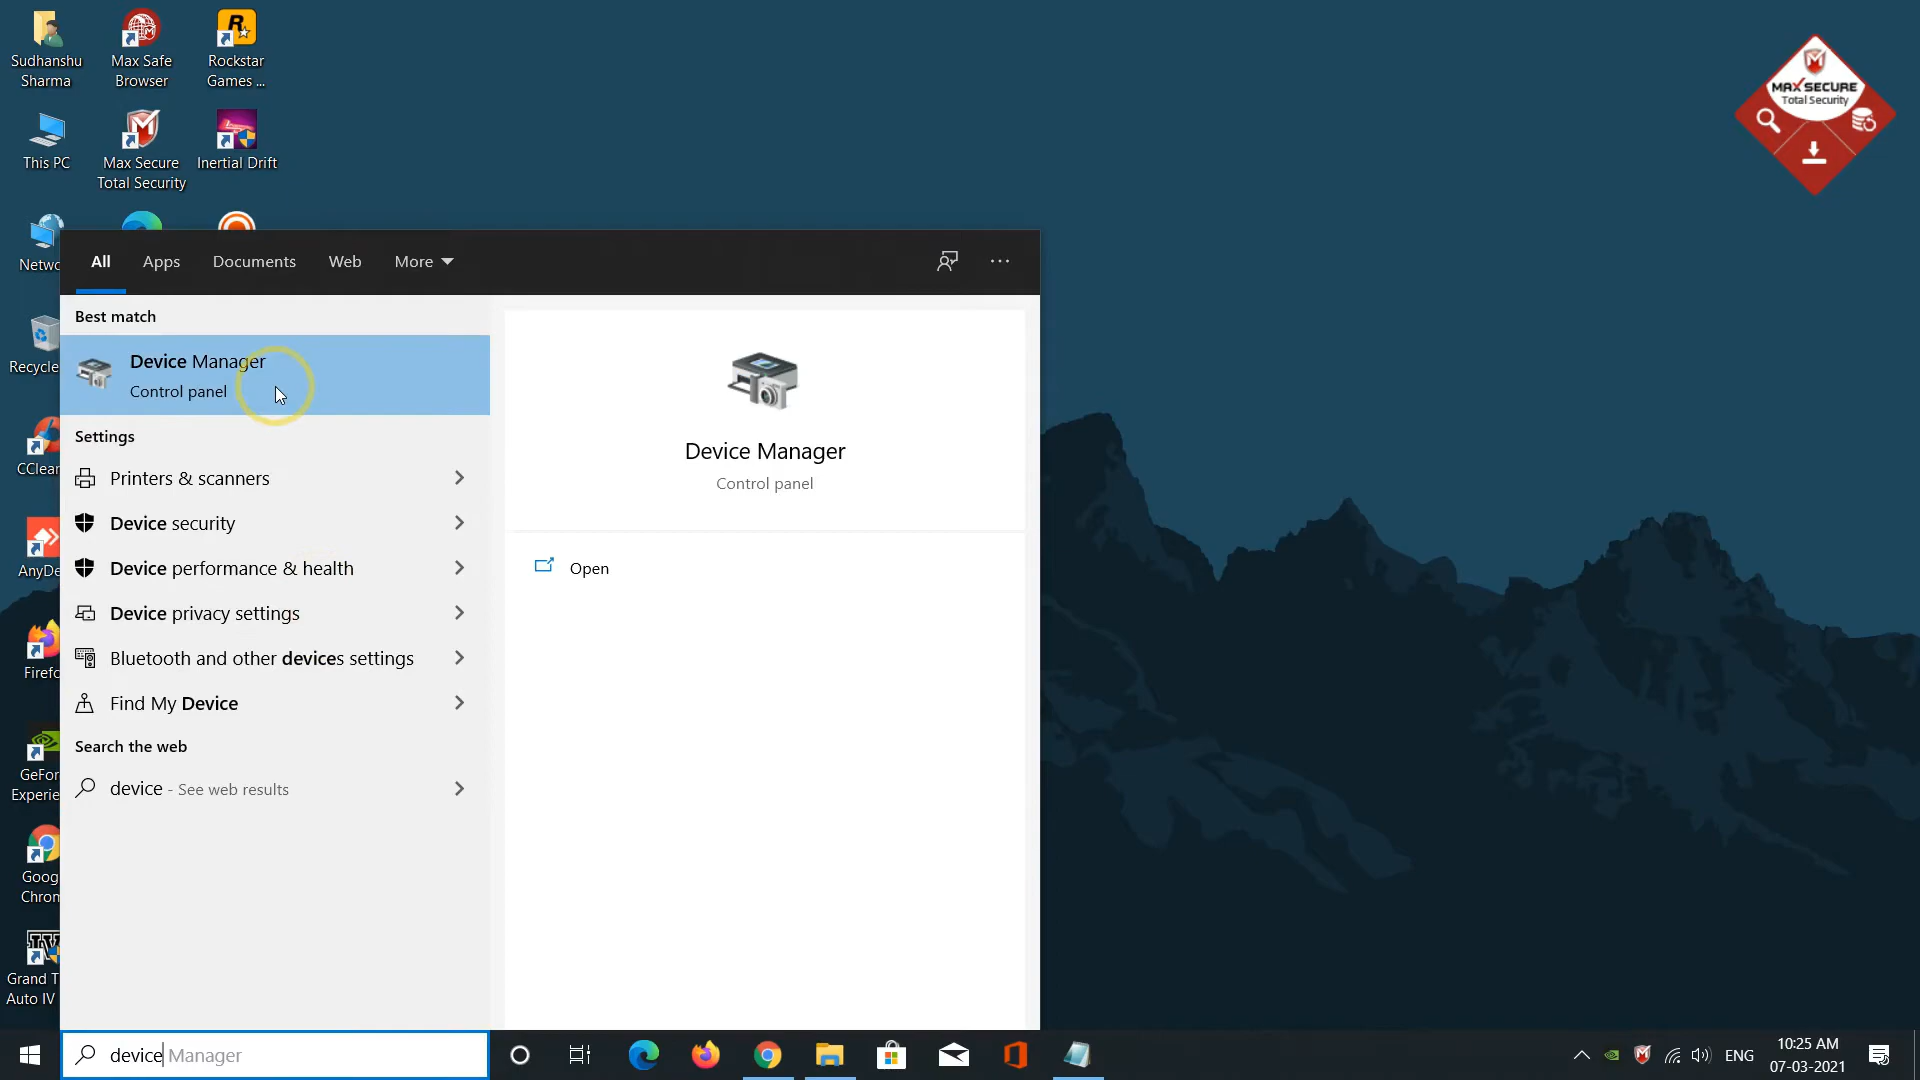 Sudhanshu
Sharma
Max Safe
Browser
Rockstar
Games ...
This PC
Max Secure
Total Security
Inertial Drift
Netwo
Recycle
CClean
AnyDe
Firefo
GeFor
Experie
Goog
Chrom
Grand T
Auto IV
MAX SECURE
Total Security
All
Apps
Documents
Web
More
Best match
Device Manager
Control panel
Settings
Printers & scanners
Device security
Device performance & health
Device privacy settings
Bluetooth and other devices settings
Find My Device
Search the web
device - See web results
Device Manager
Control panel
Open
device Manager
ENG
10:25 AM
07-03-2021